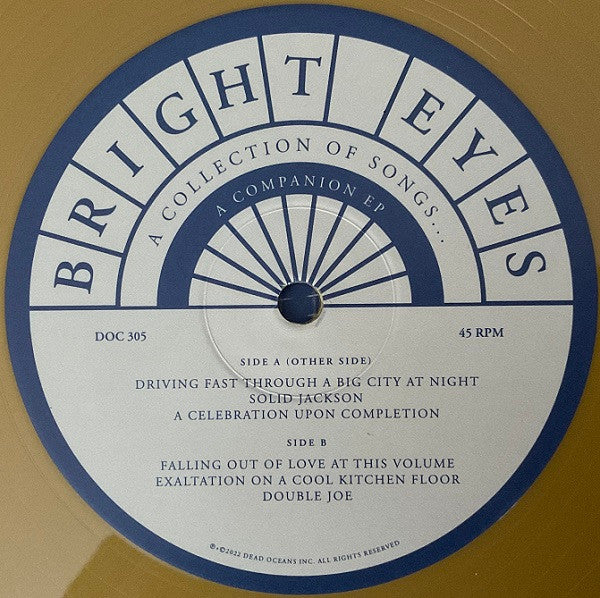 BRIGHT EYES
A COLLECTION OF SONGS...
A COMPANION EP
DOC 305
45 RPM
SIDE A (OTHER SIDE)
DRIVING FAST THROUGH A BIG CITY AT NIGHT
SOLID JACKSON
A CELEBRATION UPON COMPLETION
SIDE B
FALLING OUT OF LOVE AT THIS VOLUME
EXALTATION ON A COOL KITCHEN FLOOR
DOUBLE JOE
℗+©2022 DEAD OCEANS INC. ALL RIGHTS RESERVED